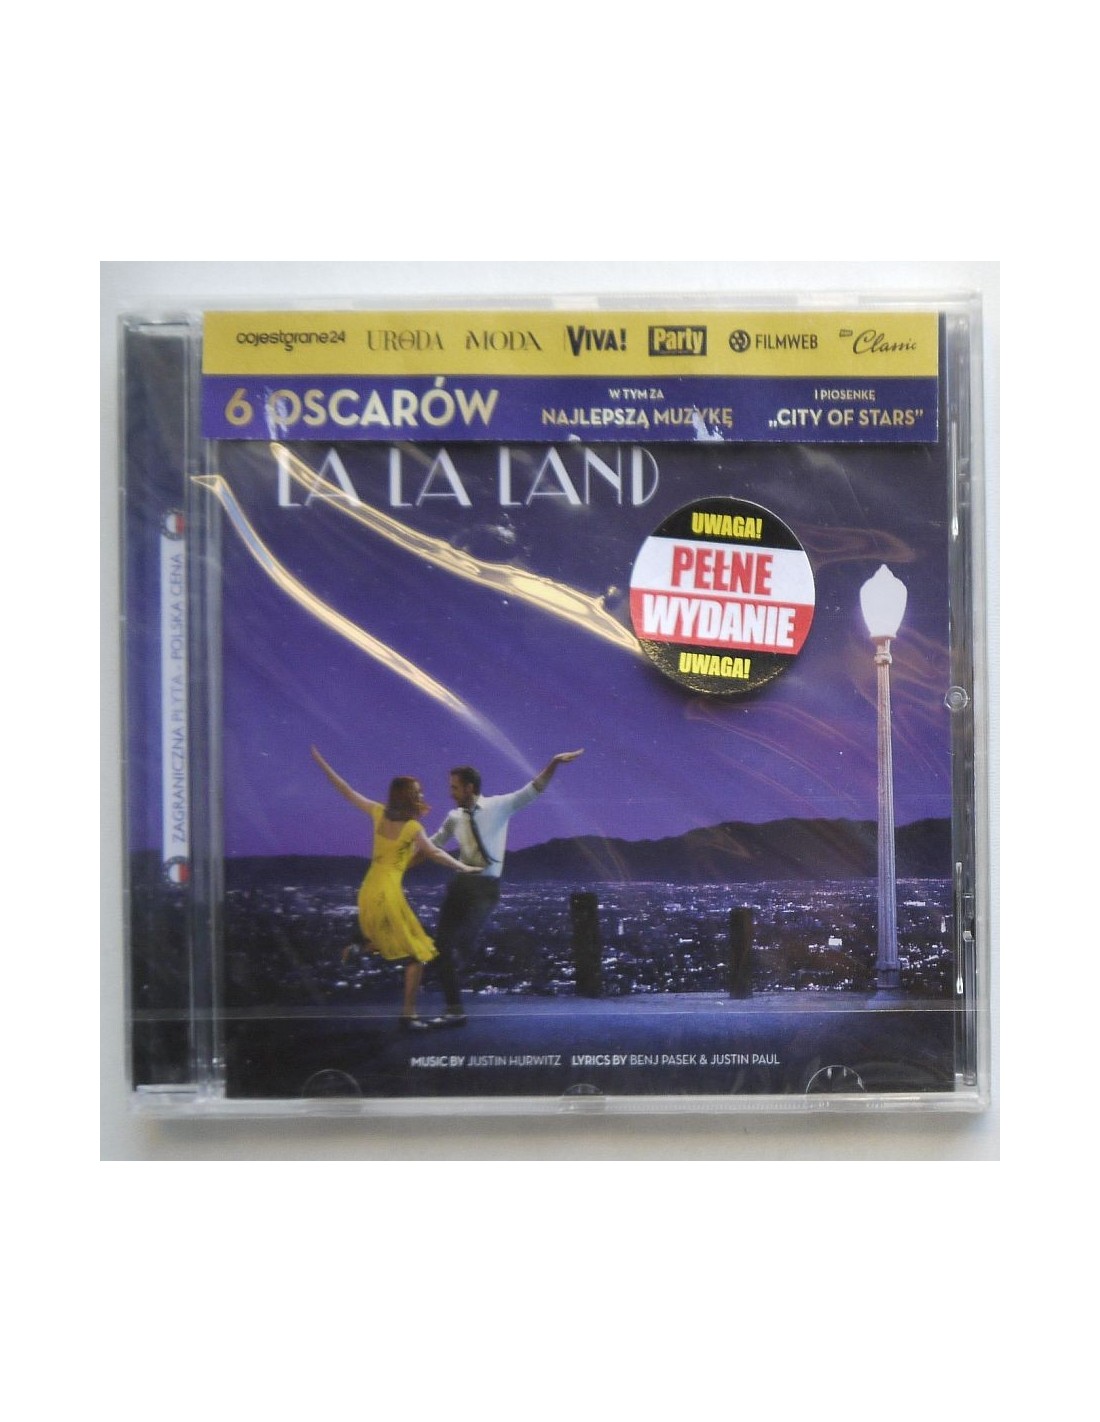 cojestgrane24 URODA MODA VIVA! Party FILMWEB Classic
6 OSCARÓW
W TYM ZA
NAJLEPSZĄ MUZYKĘ
I PIOSENKĘ
„CITY OF STARS”
LA LA LAND
UWAGA!
PEŁNE
WYDANIE
UWAGA!
ZAGRANICZNA PŁYTA - POLSKA CENA
MUSIC BY JUSTIN HURWITZ LYRICS BY BENJ PASEK & JUSTIN PAUL